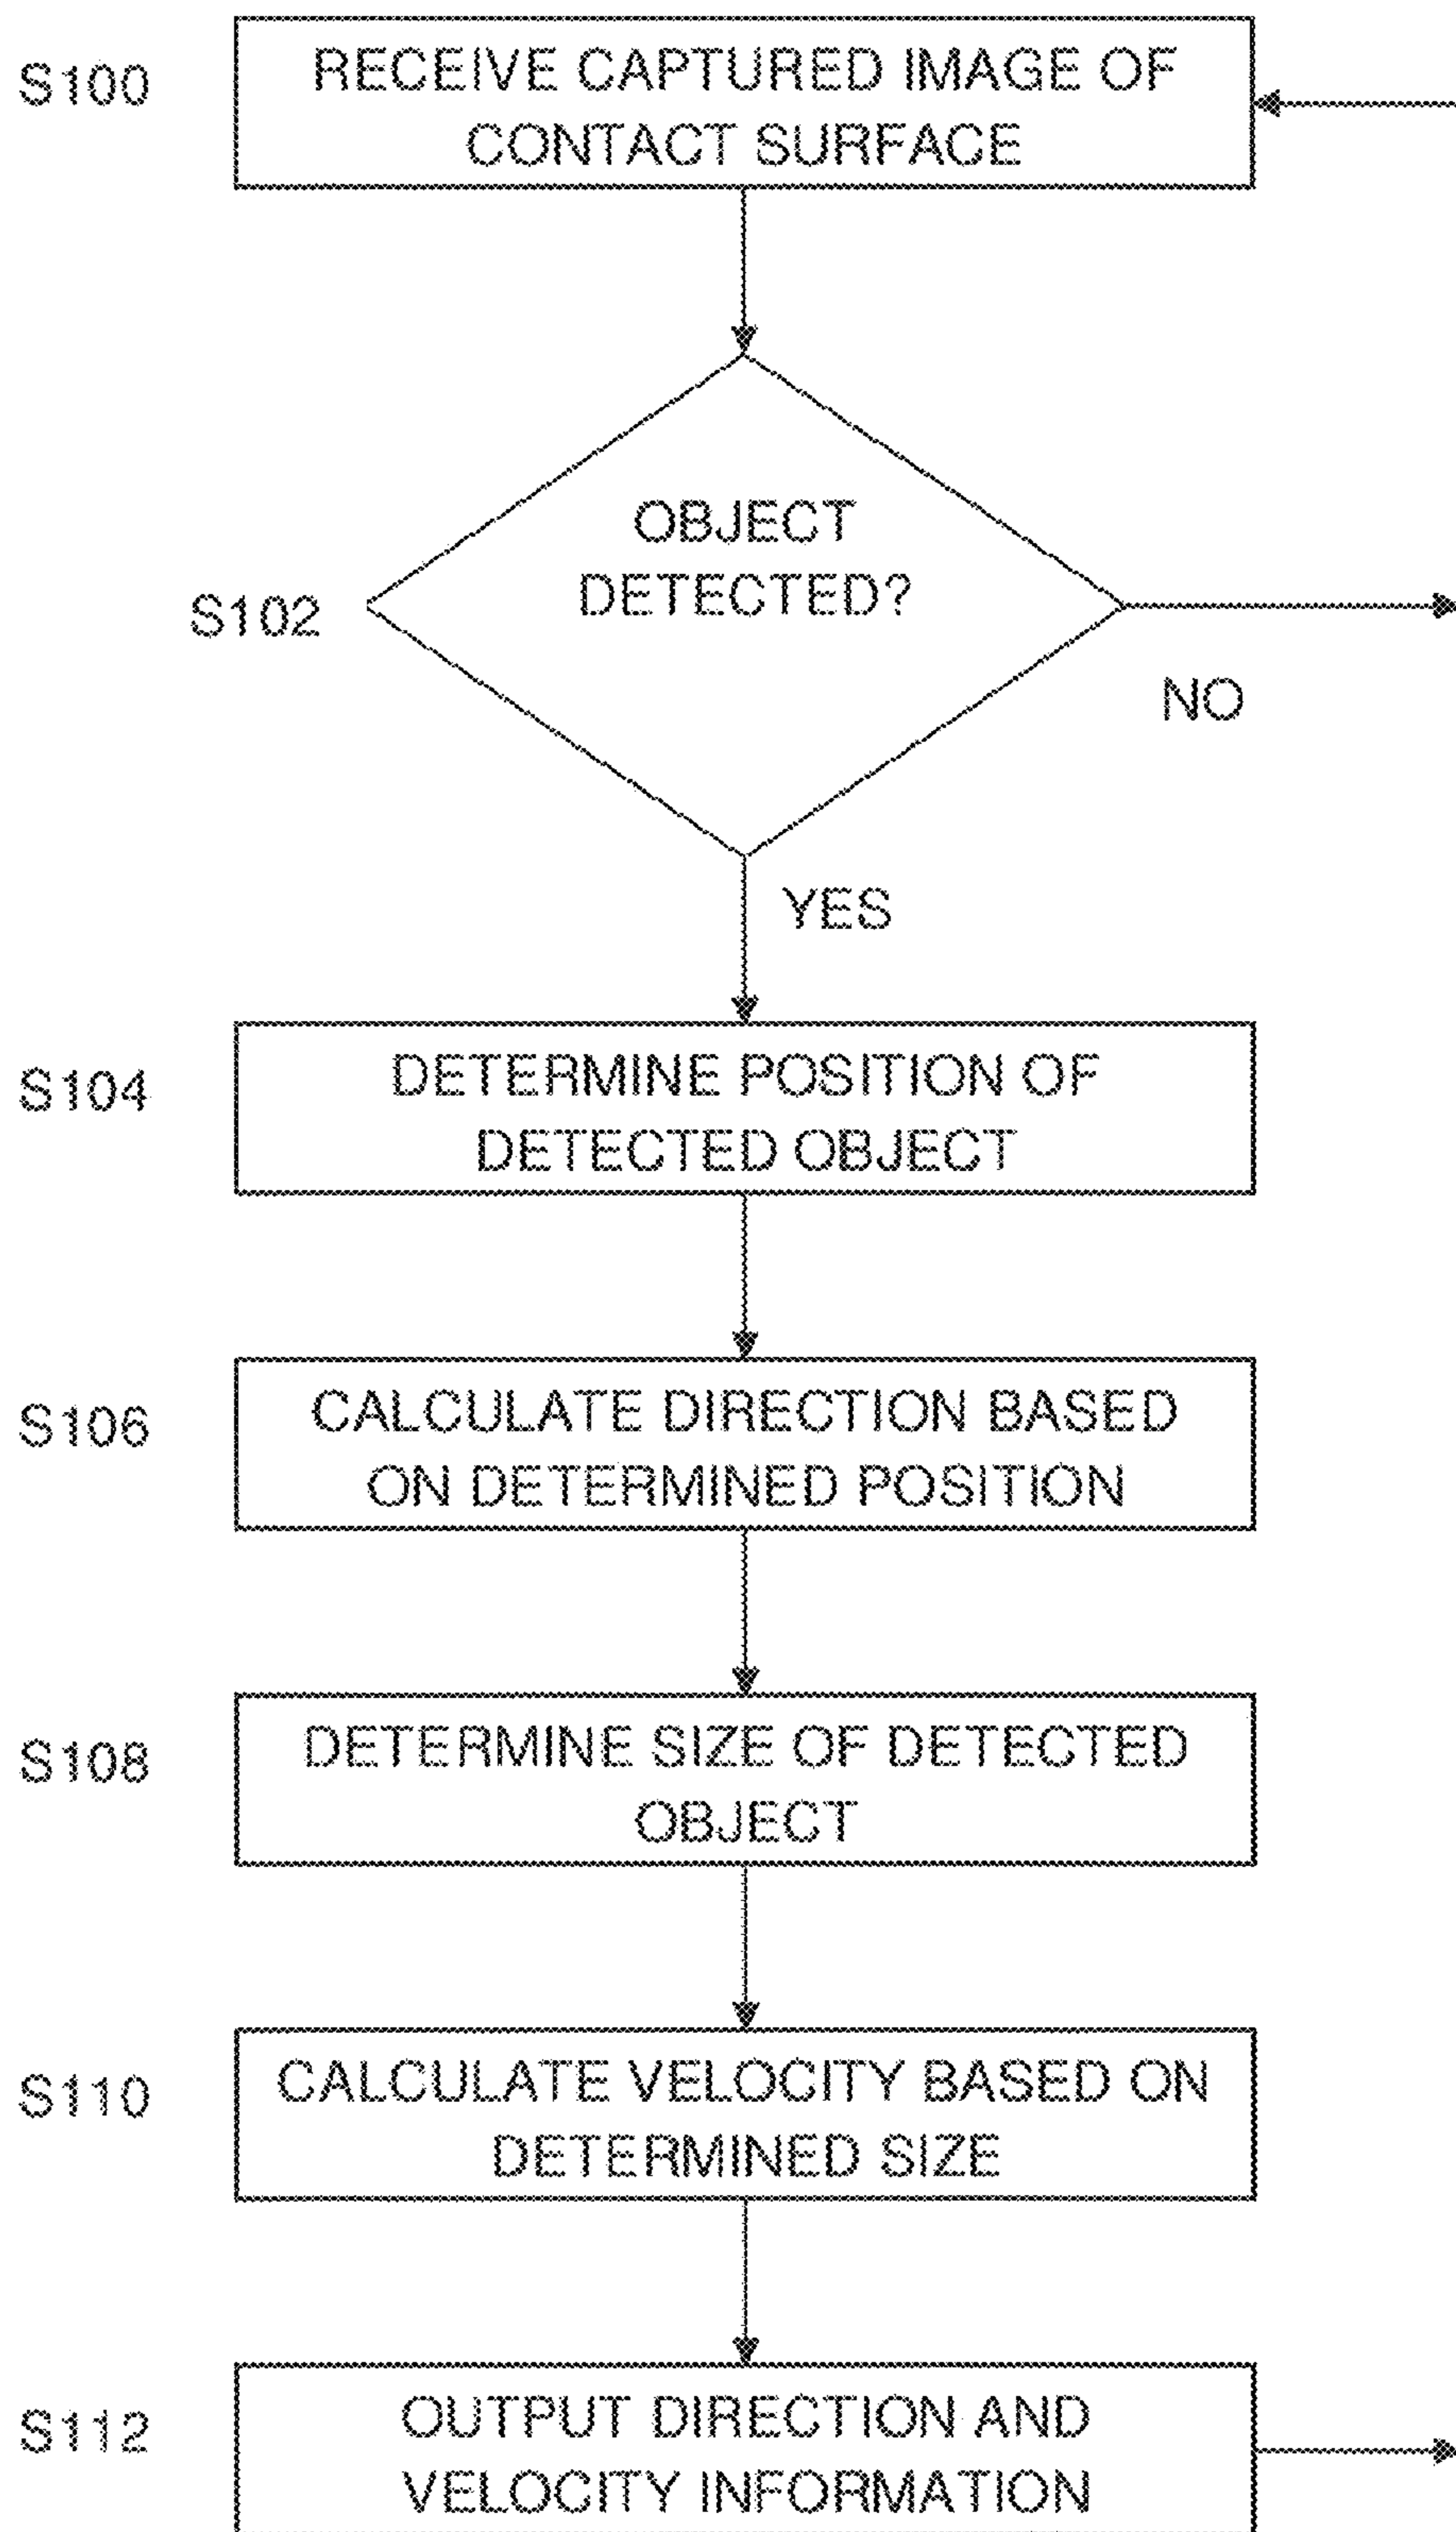 S100
RECEIVE CAPTURED IMAGE OF
CONTACT SURFACE
OBJECT
DETECTED?
S102
NO
YES
S104
DETERMINE POSITION OF
DETECTED OBJECT
S106
CALCULATE DIRECTION BASED
ON DETERMINED POSITION
S108
DETERMINE SIZE OF DETECTED
OBJECT
S110
CALCULATE VELOCITY BASED ON
DETERMINED SIZE
S112
OUTPUT DIRECTION AND
VELOCITY INFORMATION